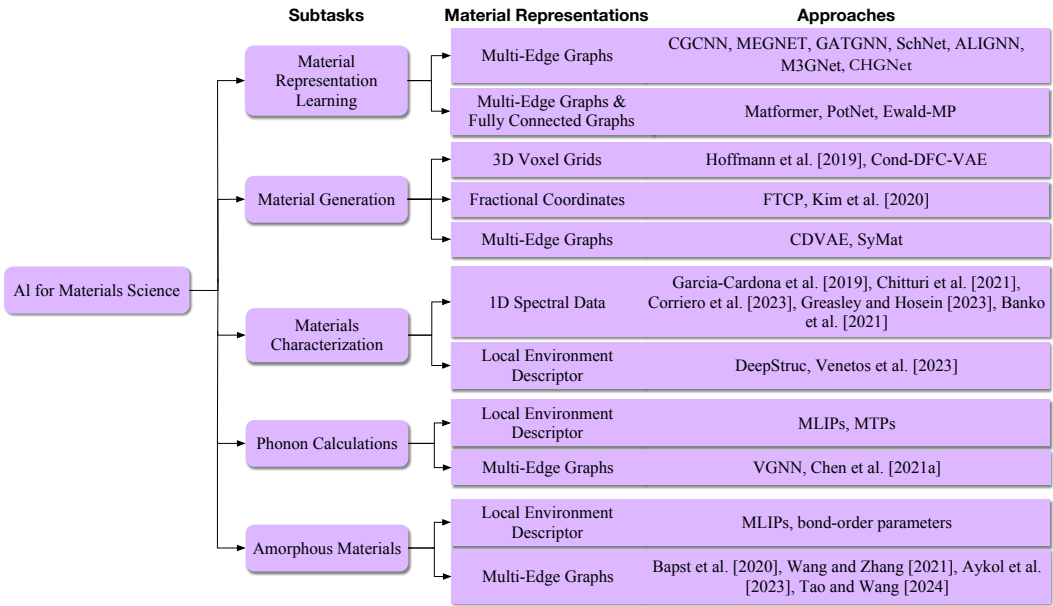 Subtasks
Material Representations
Approaches
Material
Representation
Learning
Multi-Edge Graphs
CGCNN, MEGNET, GATGNN, SchNet, ALIGNN,
M3GNet, CHGNet
Multi-Edge Graphs &
Fully Connected Graphs
Matformer, PotNet, Ewald-MP
Material Generation
3D Voxel Grids
Hoffmann et al. [2019], Cond-DFC-VAE
Fractional Coordinates
FTCP, Kim et al. [2020]
Multi-Edge Graphs
CDVAE, SyMat
AI for Materials Science
Materials
Characterization
1D Spectral Data
Garcia-Cardona et al. [2019], Chitturi et al. [2021],
Corriero et al. [2023], Greasley and Hosein [2023], Banko
et al. [2021]
Local Environment
Descriptor
DeepStruc, Venetos et al. [2023]
Phonon Calculations
Local Environment
Descriptor
MLIPs, MTPs
Multi-Edge Graphs
VGNN, Chen et al. [2021a]
Amorphous Materials
Local Environment
Descriptor
MLIPs, bond-order parameters
Multi-Edge Graphs
Bapst et al. [2020], Wang and Zhang [2021], Aykol et al.
[2023], Tao and Wang [2024]